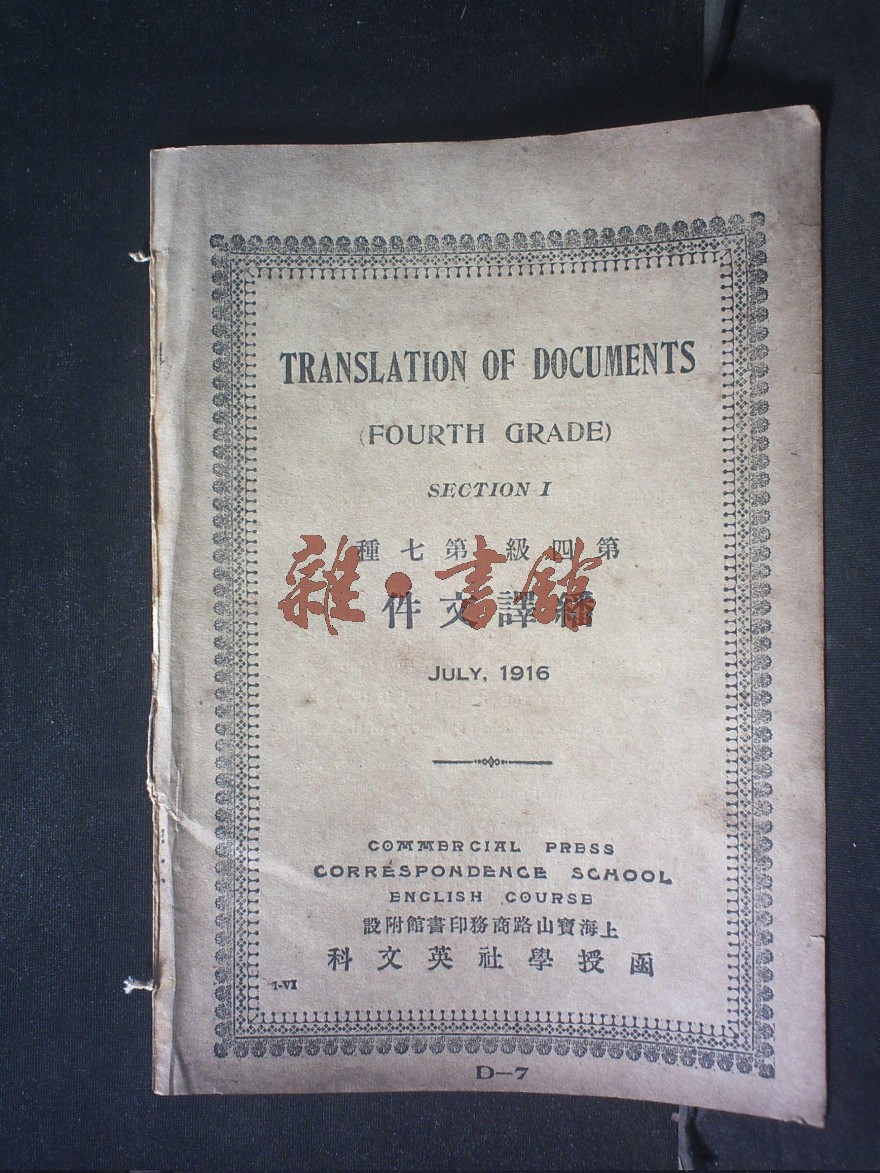 TRANSLATION OF DOCUMENTS
(FOURTH GRADE)
SECTION I
第四級第七種
繙譯文件
雜·書館
JULY, 1916
COMMERCIAL PRESS
CORRESPONDENCE SCHOOL
ENGLISH COURSE
上海寶山路商務印書館附設
函授學社英文科
1-VI
D-7